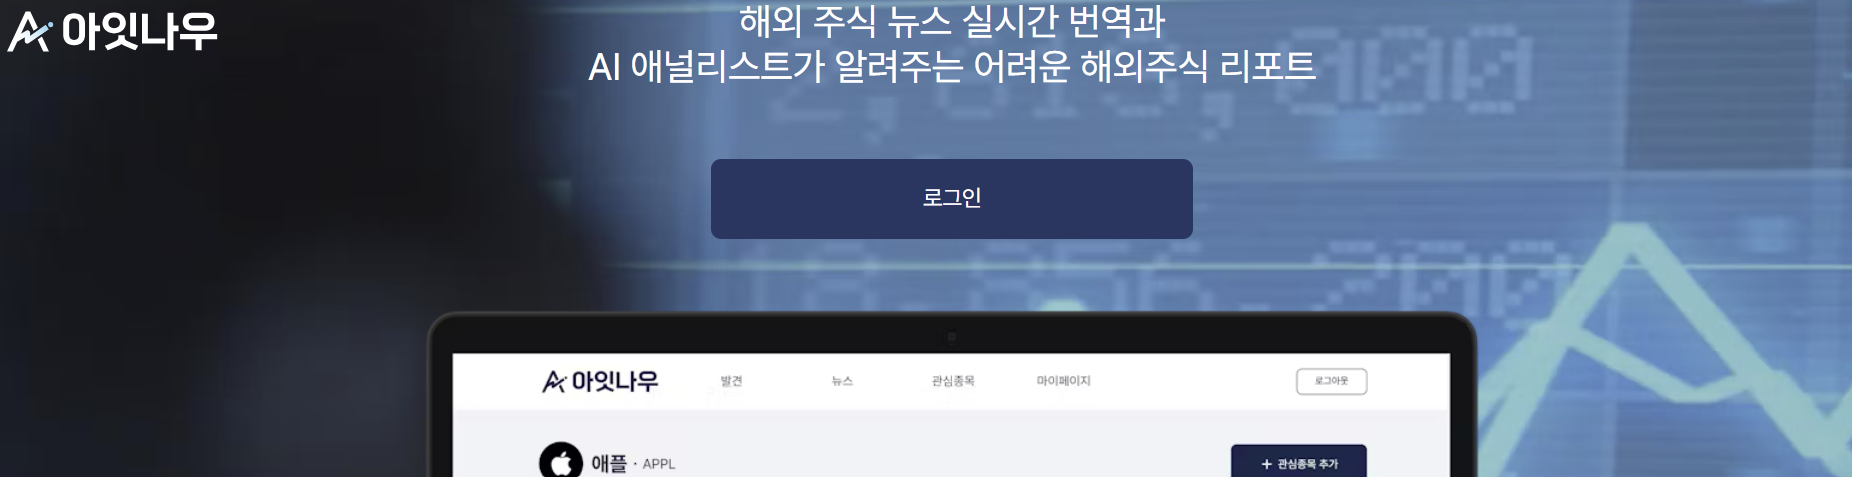 아잇나우
해외 주식 뉴스 실시간 번역과
AI 애널리스트가 알려주는 어려운 해외주식 리포트
로그인
아잇나우 발견 뉴스 관심종목 마이페이지 로그아웃
애플 · APPL + 관심종목 추가